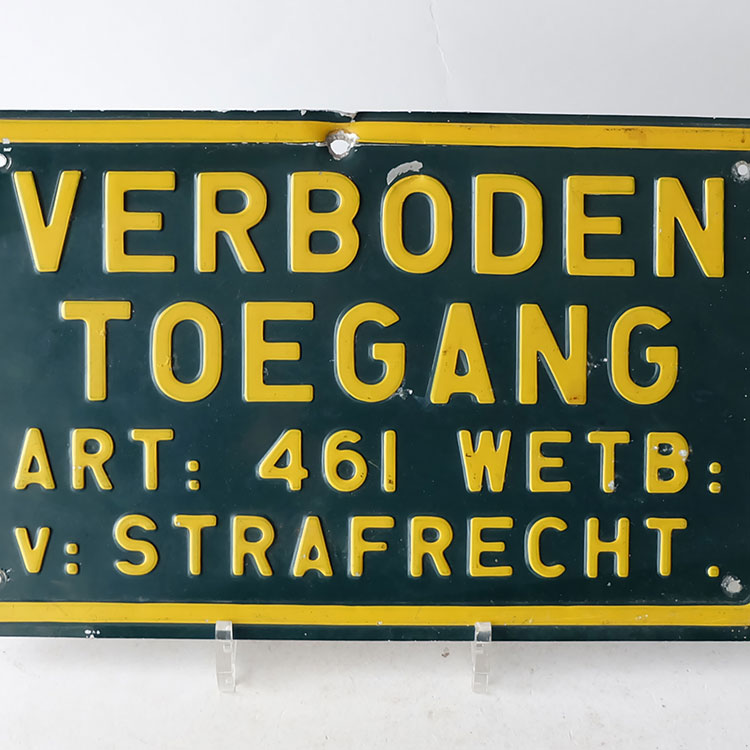 VERBODEN
TOEGANG
ART: 461 WETB:
V: STRAFRECHT.